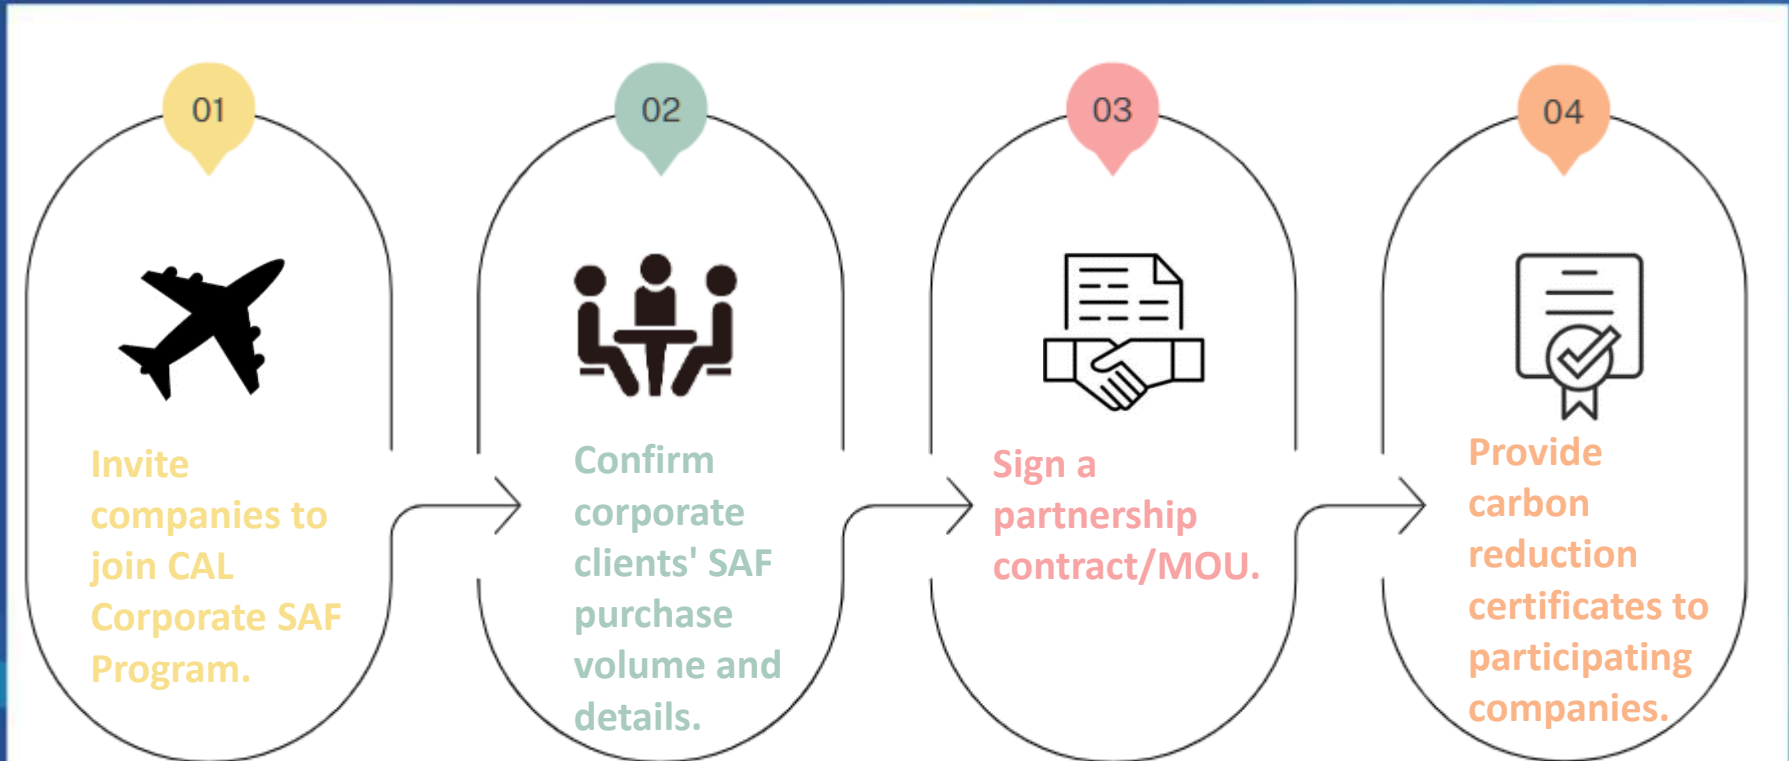 01
Invite
companies to
join CAL
Corporate SAF
Program.
02
Confirm
corporate
clients' SAF
purchase
volume and
details.
03
Sign a
partnership
contract/MOU.
04
Provide
carbon
reduction
certificates to
participating
companies.